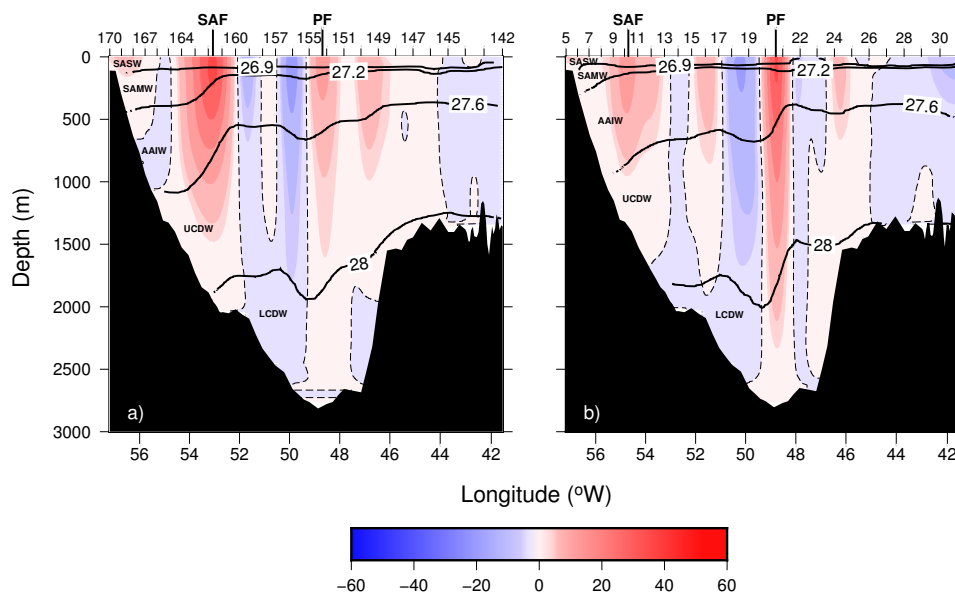 SAF PF
170 167 164 160 157 155 151 149 147 145 142
0
500
1000
1500
2000
2500
3000
Depth (m)
SASW
SAMW
AAIW
UCDW
LCDW
26.9
27.2
27.6
28
a)
56 54 52 50 48 46 44 42
SAF PF
5 7 9 11 13 15 17 19 22 24 26 28 30
SASW
SAMW
AAIW
UCDW
LCDW
26.9
27.2
27.6
28
b)
56 54 52 50 48 46 44 42
Longitude (°W)
−60 −40 −20 0 20 40 60